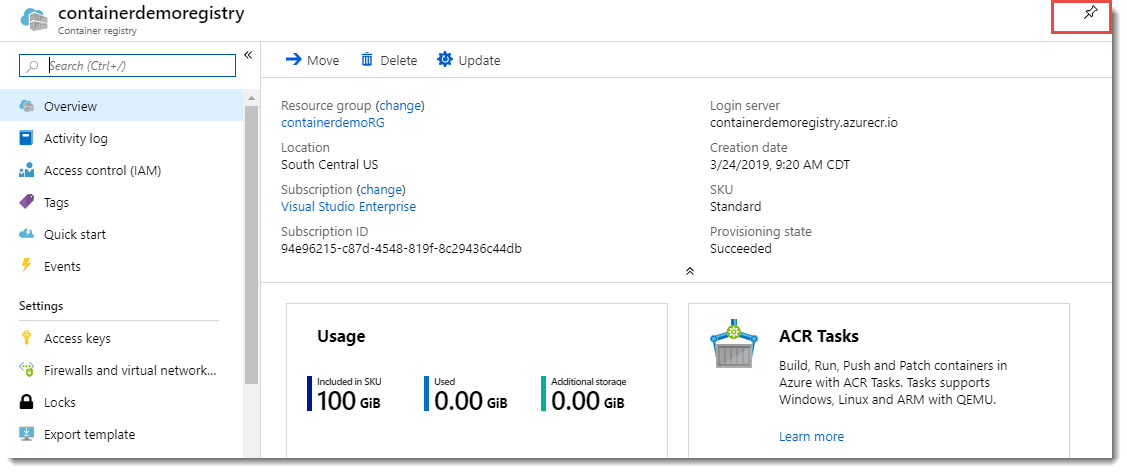 containerdemoregistry
Container registry
Search (Ctrl+/)
Overview
Activity log
Access control (IAM)
Tags
Quick start
Events
Settings
Access keys
Firewalls and virtual network...
Locks
Export template
Move
Delete
Update
Resource group (change)
containerdemoRG
Location
South Central US
Subscription (change)
Visual Studio Enterprise
Subscription ID
94e96215-c87d-4548-819f-8c29436c44db
Login server
containerdemoregistry.azurecr.io
Creation date
3/24/2019, 9:20 AM CDT
SKU
Standard
Provisioning state
Succeeded
Usage
Included in SKU
100 GiB
Used
0.00 GiB
Additional storage
0.00 GiB
ACR Tasks
Build, Run, Push and Patch containers in
Azure with ACR Tasks. Tasks supports
Windows, Linux and ARM with QEMU.
Learn more